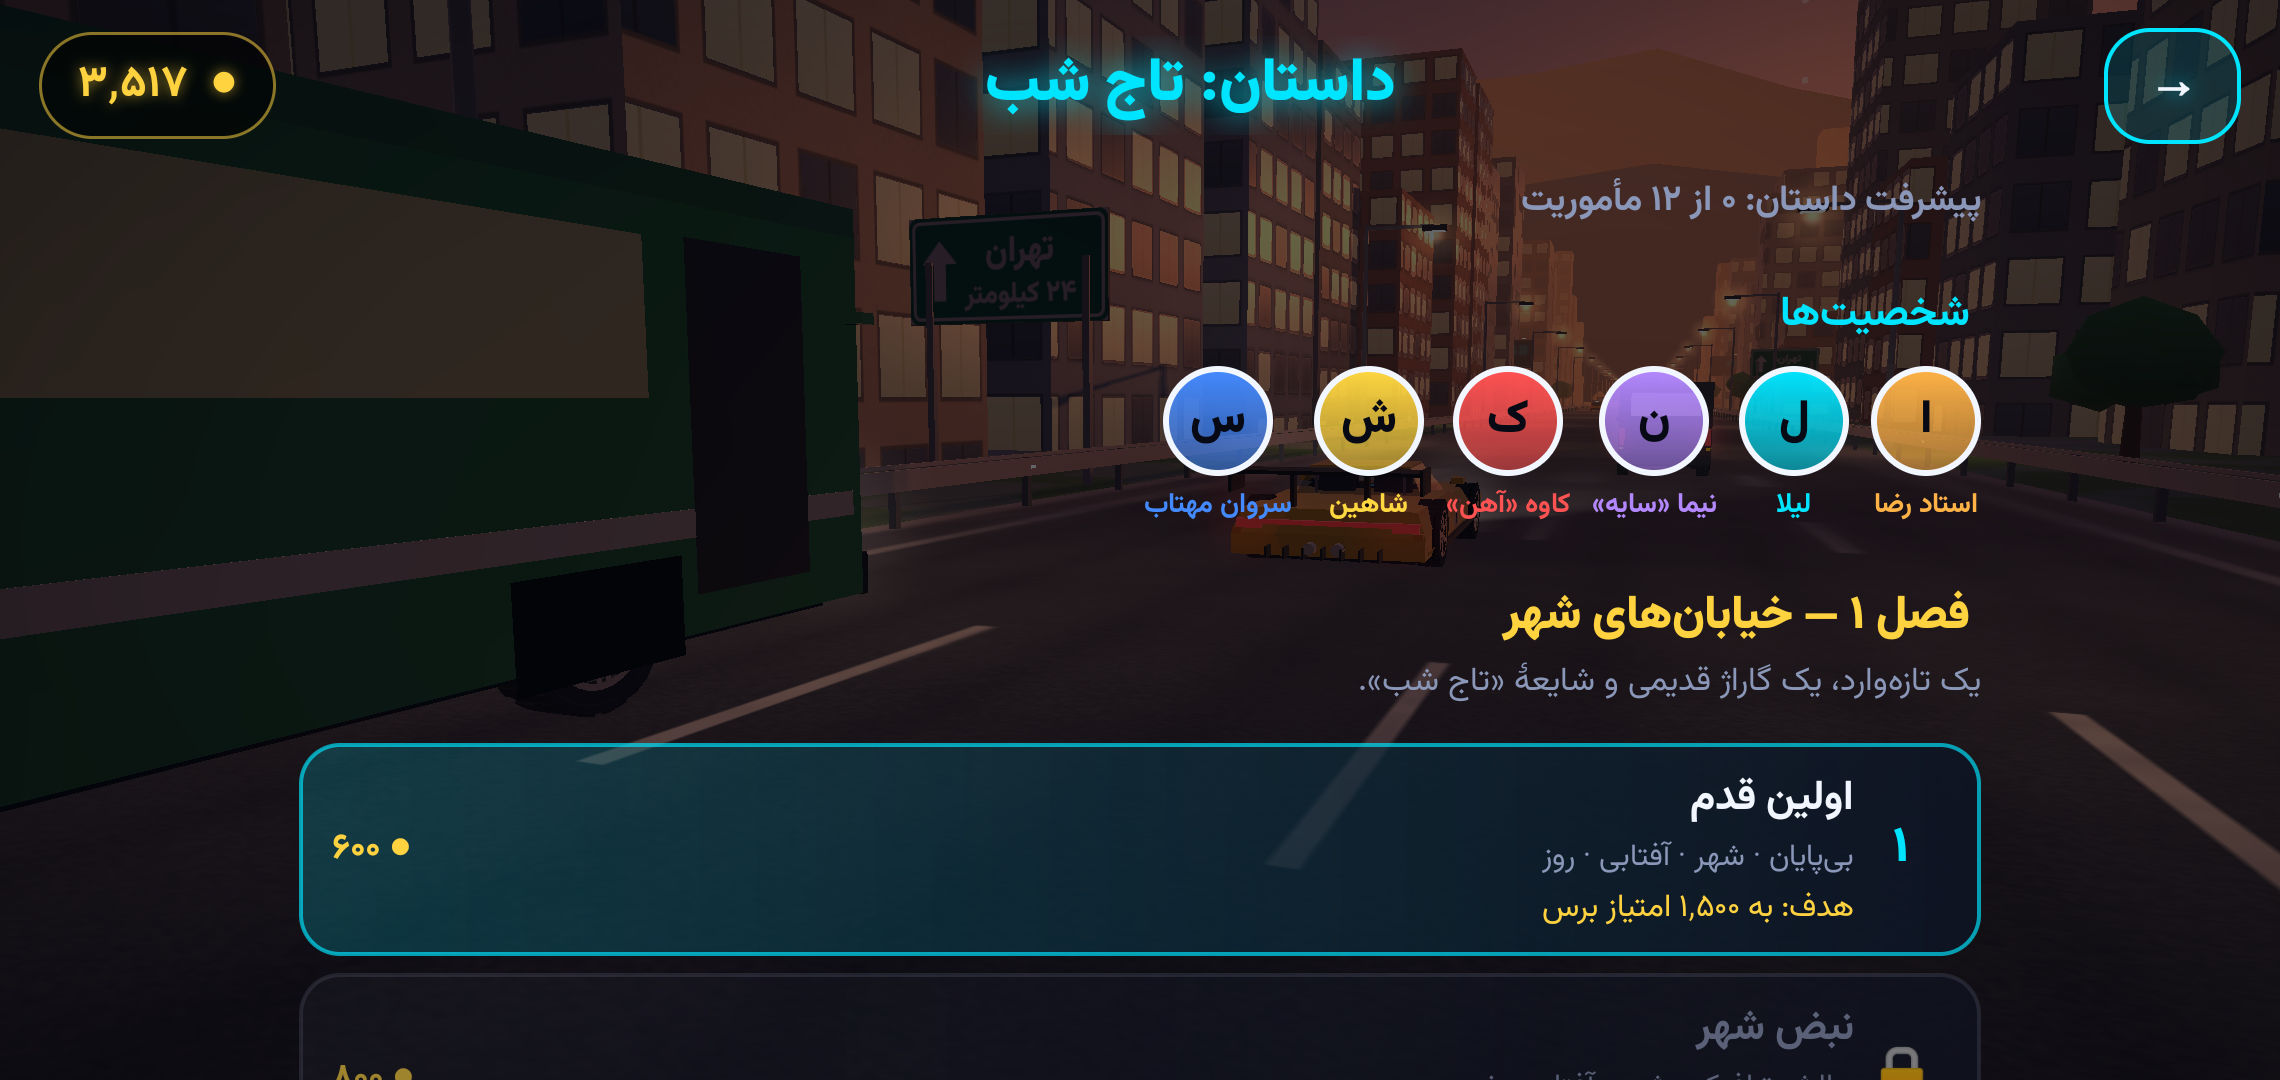 →
داستان: تاج شب
۳,۵۱۷
تهران
۲۴ کیلومتر
پیشرفت داستان: ۰ از ۱۲ مأموریت
شخصیت‌ها
ا ل ن ک ش س
استاد رضا لیلا نیما «سایه» کاوه «آهن» شاهین سروان مهتاب
فصل ۱ – خیابان‌های شهر
یک تازه‌وارد، یک گاراژ قدیمی و شایعهٔ «تاج شب».
۱
اولین قدم
بی‌پایان · شهر · آفتابی · روز
هدف: به ۱,۵۰۰ امتیاز برس
۶۰۰
نبض شهر
۸۰۰